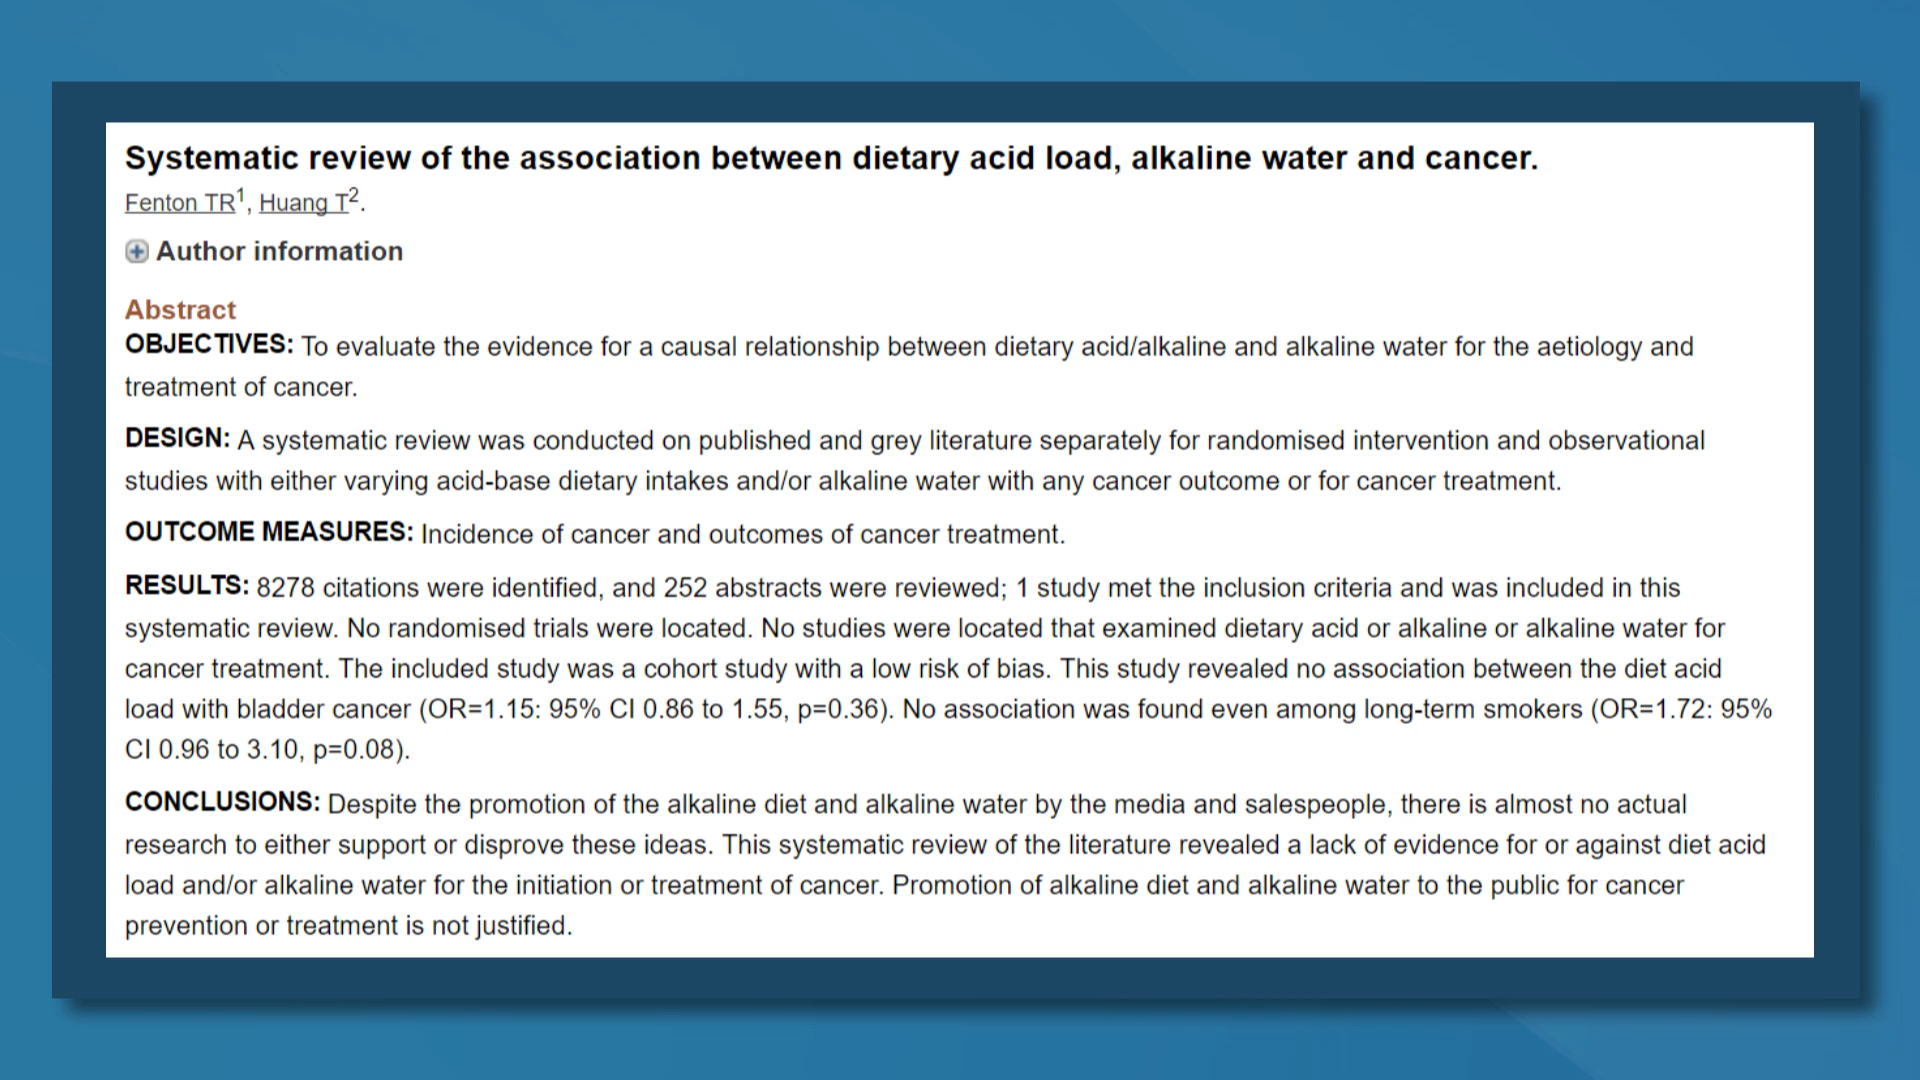 Systematic review of the association between dietary acid load, alkaline water and cancer.
Fenton TR1, Huang T2.
Author information
Abstract
OBJECTIVES: To evaluate the evidence for a causal relationship between dietary acid/alkaline and alkaline water for the aetiology and
treatment of cancer.
DESIGN: A systematic review was conducted on published and grey literature separately for randomised intervention and observational
studies with either varying acid-base dietary intakes and/or alkaline water with any cancer outcome or for cancer treatment.
OUTCOME MEASURES: Incidence of cancer and outcomes of cancer treatment.
RESULTS: 8278 citations were identified, and 252 abstracts were reviewed; 1 study met the inclusion criteria and was included in this
systematic review. No randomised trials were located. No studies were located that examined dietary acid or alkaline or alkaline water for
cancer treatment. The included study was a cohort study with a low risk of bias. This study revealed no association between the diet acid
load with bladder cancer (OR=1.15: 95% CI 0.86 to 1.55, p=0.36). No association was found even among long-term smokers (OR=1.72: 95%
CI 0.96 to 3.10, p=0.08).
CONCLUSIONS: Despite the promotion of the alkaline diet and alkaline water by the media and salespeople, there is almost no actual
research to either support or disprove these ideas. This systematic review of the literature revealed a lack of evidence for or against diet acid
load and/or alkaline water for the initiation or treatment of cancer. Promotion of alkaline diet and alkaline water to the public for cancer
prevention or treatment is not justified.